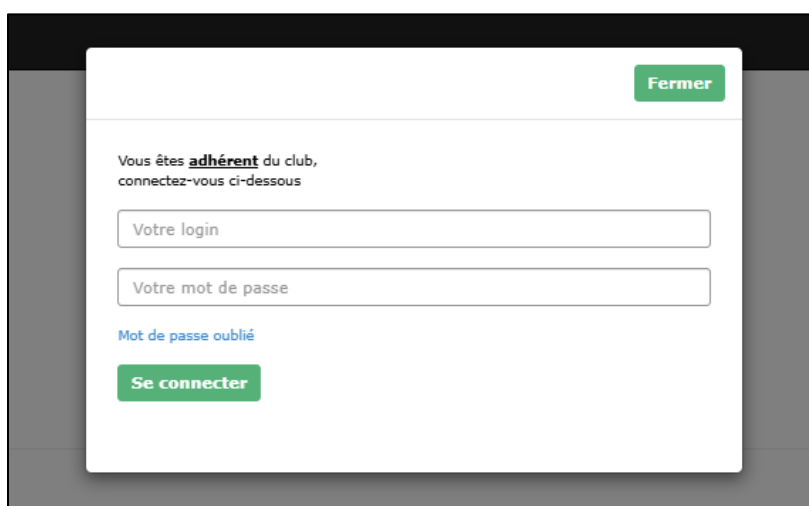 Fermer
Vous êtes adhérent du club,
connectez-vous ci-dessous
Votre login
Votre mot de passe
Mot de passe oublié
Se connecter